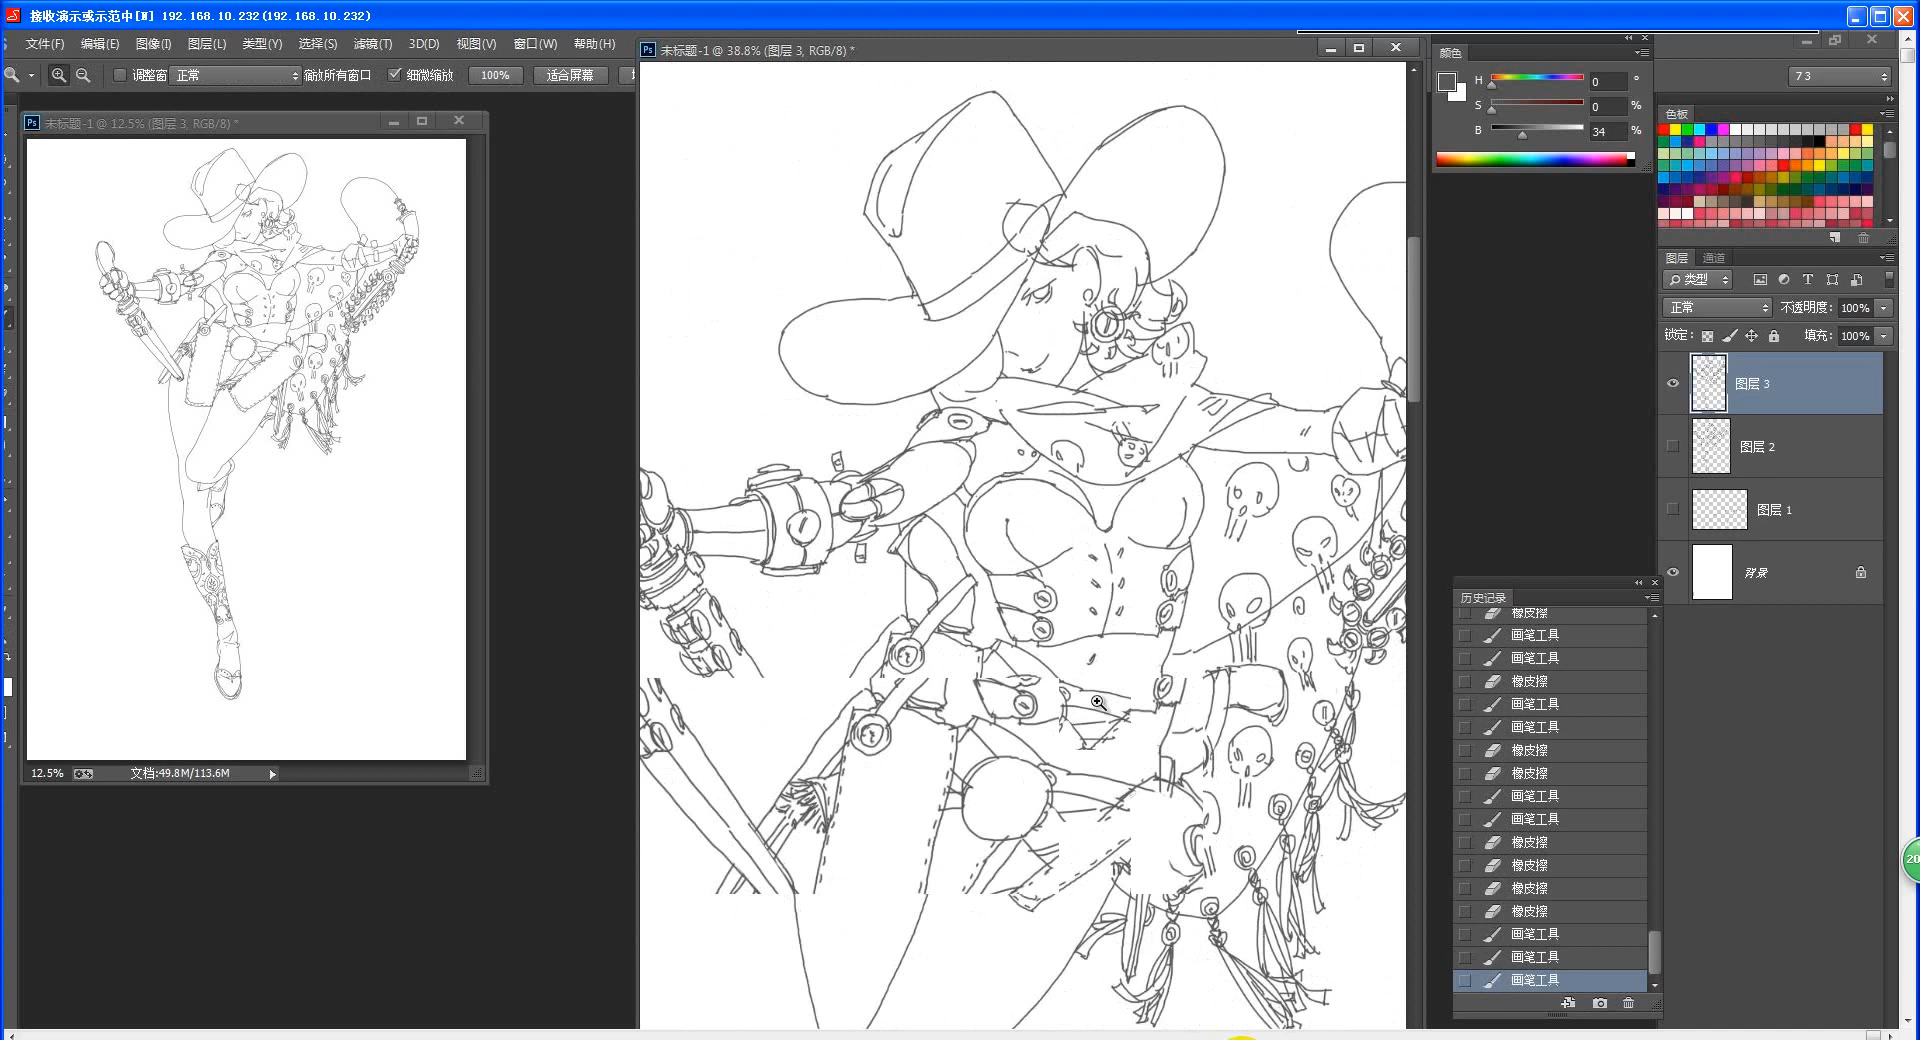 接收演示或示范中[N] 192.168.10.232(192.168.10.232)
文件(F) 编辑(E) 图像(I) 图层(L) 类型(Y) 选择(S) 滤镜(T) 3D(D) 视图(V) 窗口(W) 帮助(H)
调整窗 正常 缩放所有窗口 细微缩放 100% 适合屏幕
73
未标题-1 @ 12.5% (图层 3, RGB/8) *
12.5% 文档:49.8M/113.6M
未标题-1 @ 38.8% (图层 3, RGB/8) *
颜色
H 0 °
S 0 %
B 34 %
色板
图层 通道
类型
正常 不透明度: 100%
锁定: 填充: 100%
图层 3
图层 2
图层 1
背景
历史记录
橡皮擦
画笔工具
画笔工具
橡皮擦
画笔工具
画笔工具
橡皮擦
橡皮擦
画笔工具
画笔工具
橡皮擦
橡皮擦
橡皮擦
橡皮擦
画笔工具
画笔工具
画笔工具
20